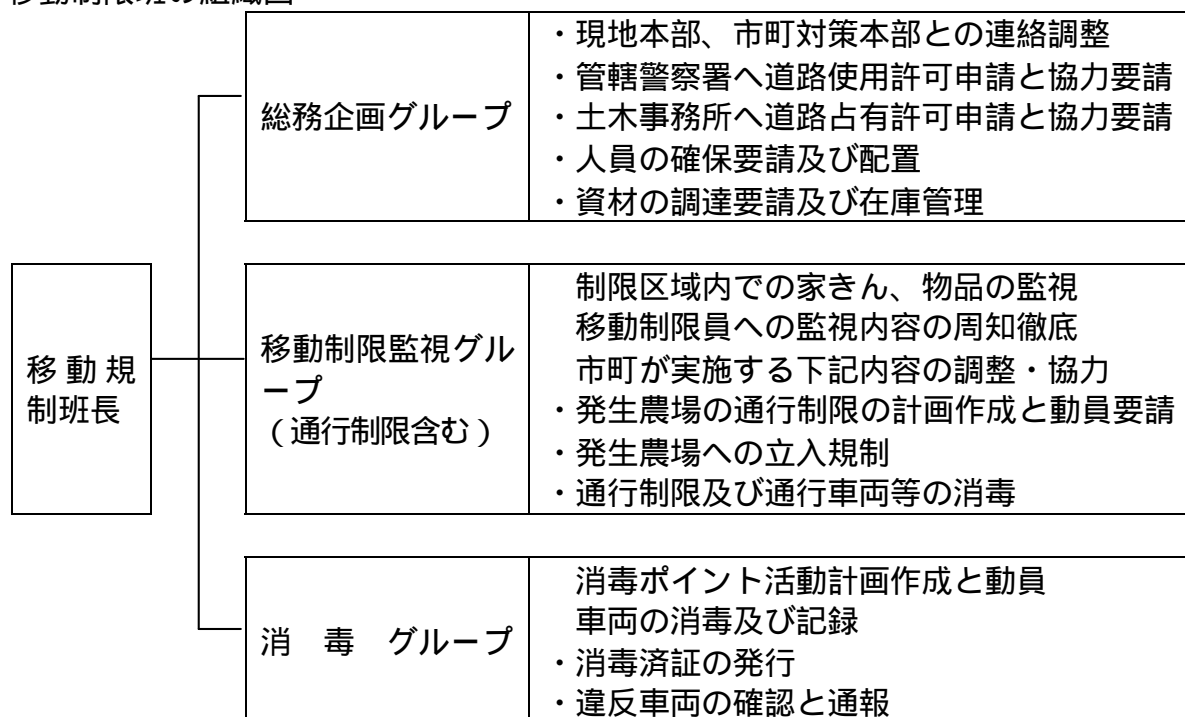 移動制限班の組織図
総務企画グループ
・現地本部、市町対策本部との連絡調整
・管轄警察署へ道路使用許可申請と協力要請
・土木事務所へ道路占有許可申請と協力要請
・人員の確保要請及び配置
・資材の調達要請及び在庫管理
移動規
制班長
移動制限監視グル
ープ
(通行制限含む)
制限区域内での家きん、物品の監視
移動制限員への監視内容の周知徹底
市町が実施する下記内容の調整・協力
・発生農場の通行制限の計画作成と動員要請
・発生農場への立入規制
・通行制限及び通行車両等の消毒
消 毒 グループ
消毒ポイント活動計画作成と動員
車両の消毒及び記録
・消毒済証の発行
・違反車両の確認と通報